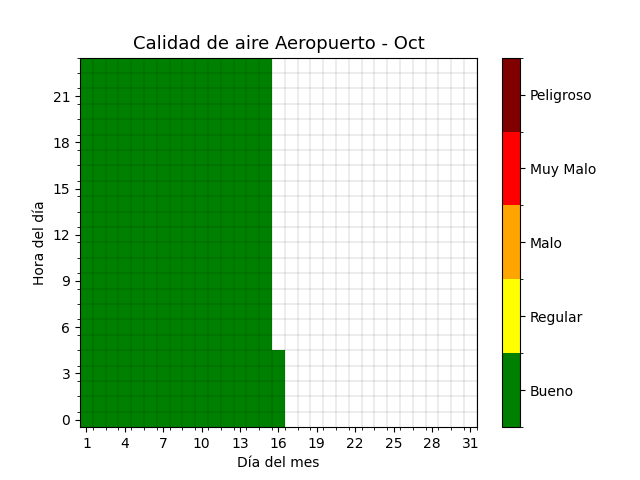 Calidad de aire Aeropuerto - Oct
Hora del día
21
18
15
12
9
6
3
0
1 4 7 10 13 16 19 22 25 28 31
Día del mes
Peligroso
Muy Malo
Malo
Regular
Bueno